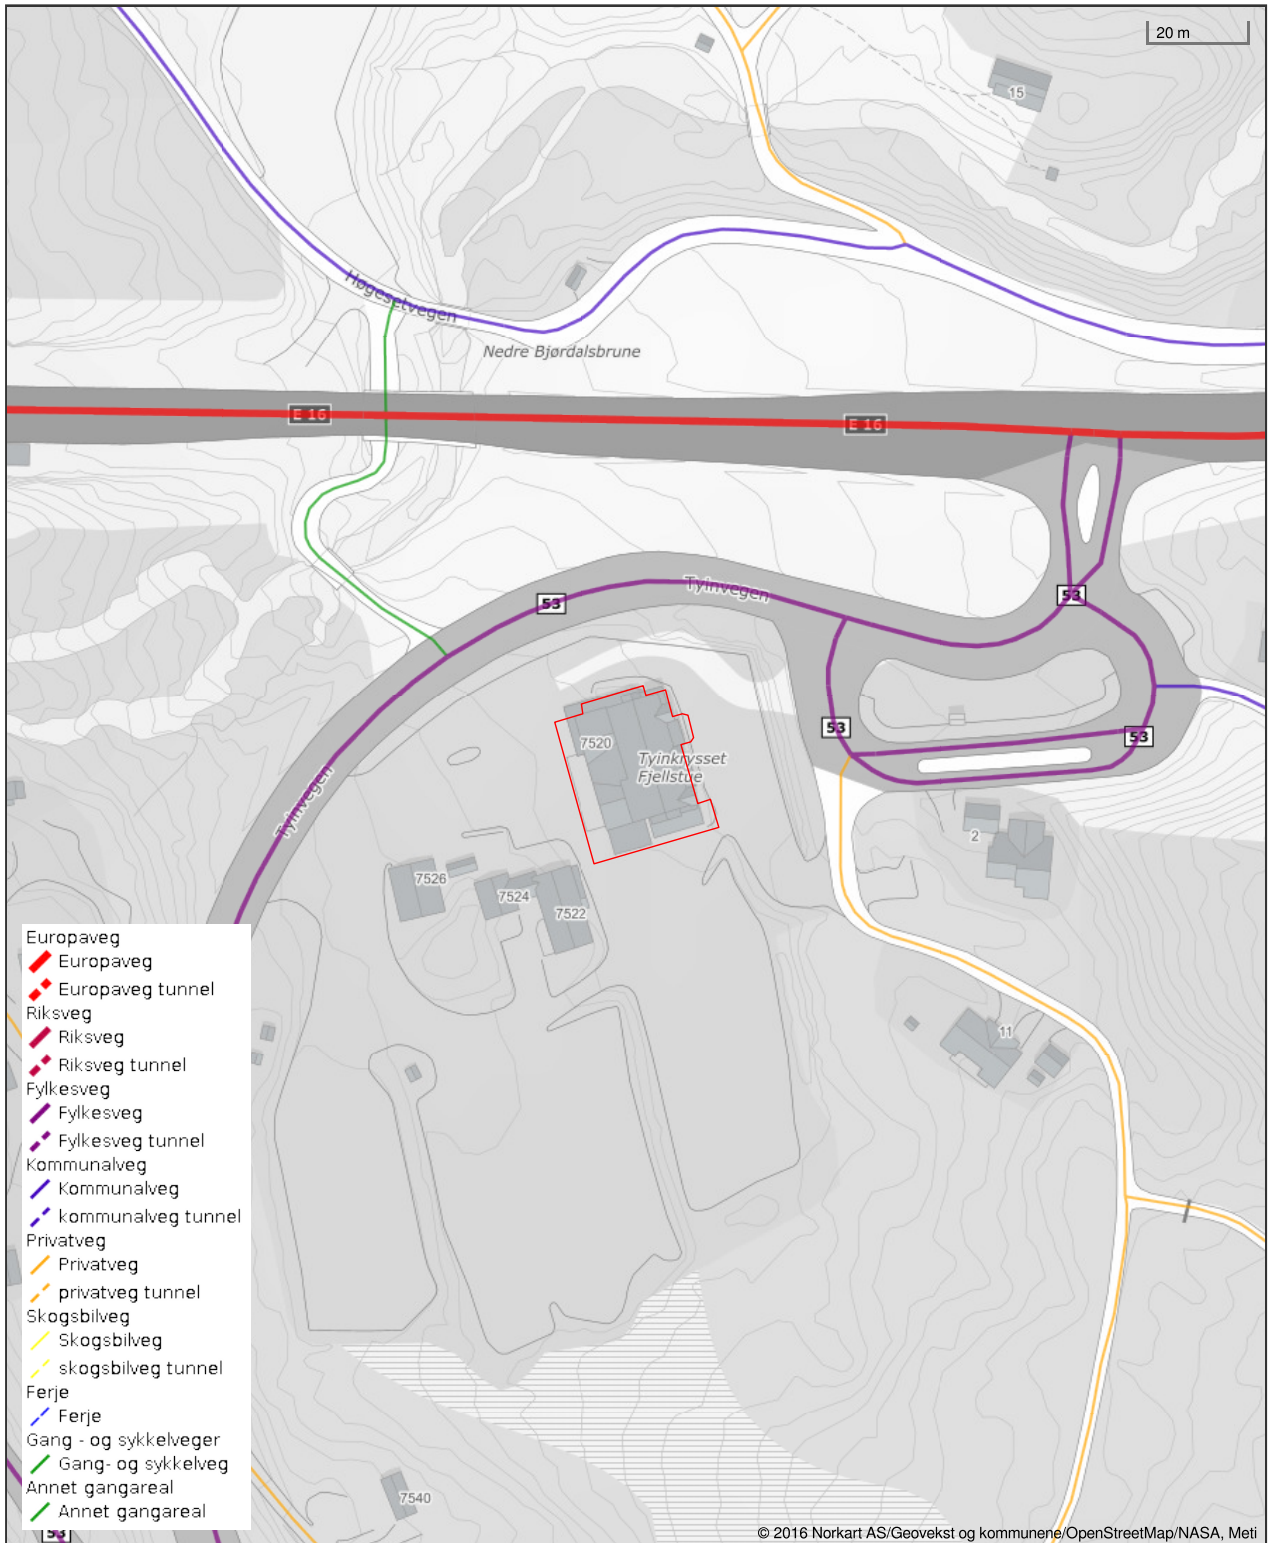 20 m
15
Høgesetvegen
Nedre Bjørdalsbrune
E 16
E 16
Tyinvegen
53
53
7520
Tyinkrysset
Fjellstue
53
53
Tyinvegen
2
7526
7524
7522
11
Europaveg
Europaveg
Europaveg tunnel
Riksveg
Riksveg
Riksveg tunnel
Fylkesveg
Fylkesveg
Fylkesveg tunnel
Kommunalveg
Kommunalveg
kommunalveg tunnel
Privatveg
Privatveg
privatveg tunnel
Skogsbilveg
Skogsbilveg
skogsbilveg tunnel
Ferje
Ferje
Gang - og sykkelveger
Gang- og sykkelveg
Annet gangareal
Annet gangareal
7540
53
© 2016 Norkart AS/Geovekst og kommunene/OpenStreetMap/NASA, Meti